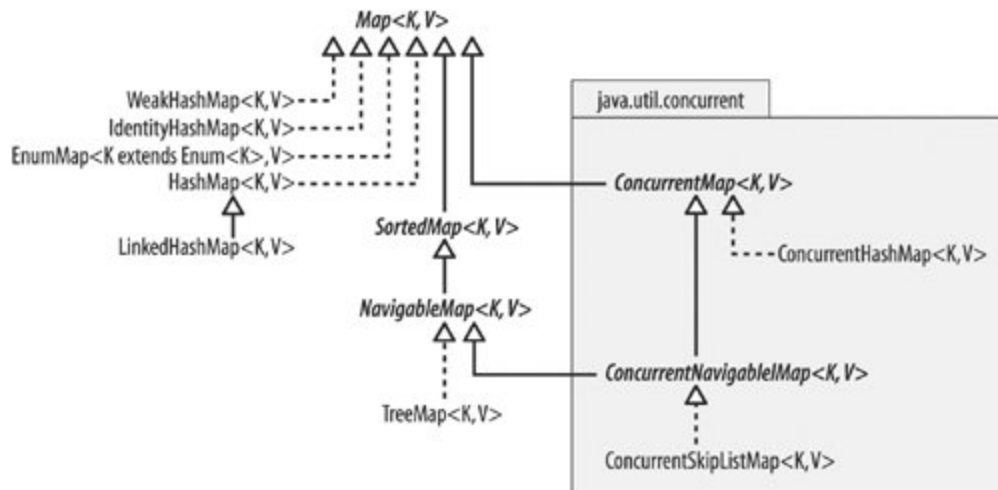 Map<K,V>
WeakHashMap<K,V>
java.util.concurrent
IdentityHashMap<K,V>
EnumMap<K extends Enum<K>,V>
HashMap<K,V>
ConcurrentMap<K,V>
SortedMap<K,V>
LinkedHashMap<K,V>
ConcurrentHashMap<K,V>
NavigableMap<K,V>
ConcurrentNavigablelMap<K,V>
TreeMap<K,V>
ConcurrentSkipListMap<K,V>